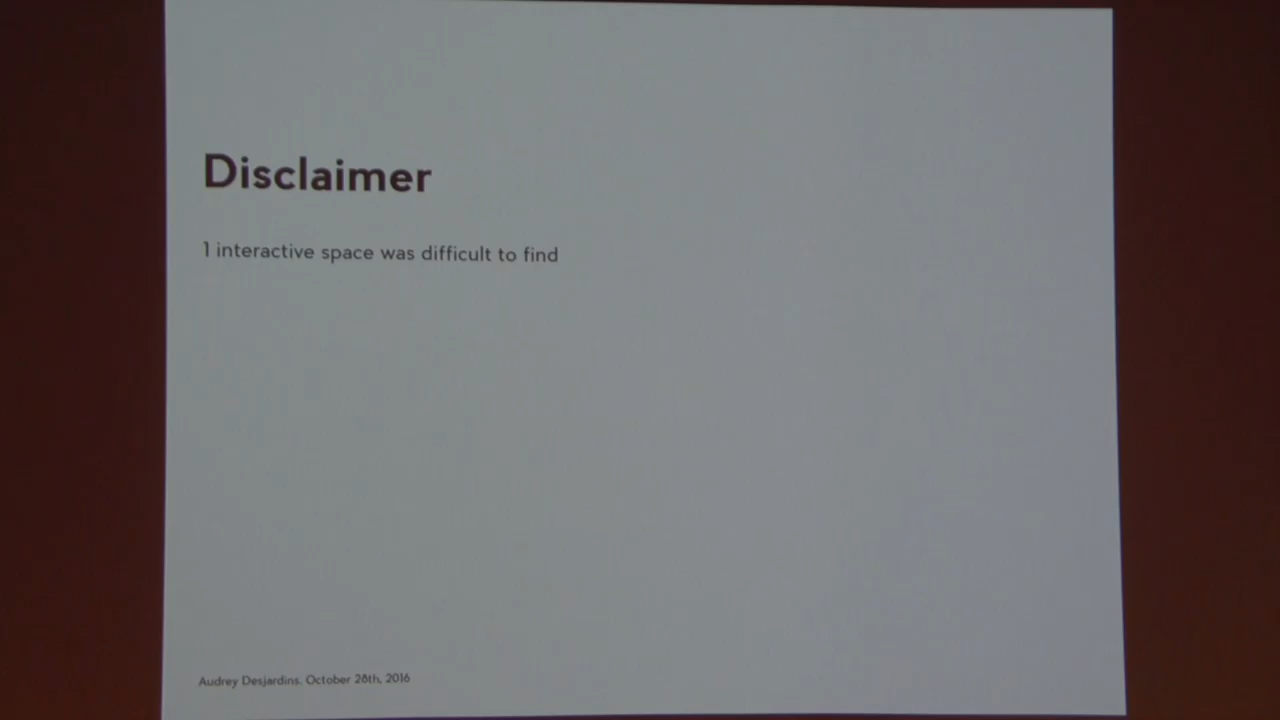 Disclaimer
1 interactive space was difficult to find
Audrey Desjardins. October 28th, 2016